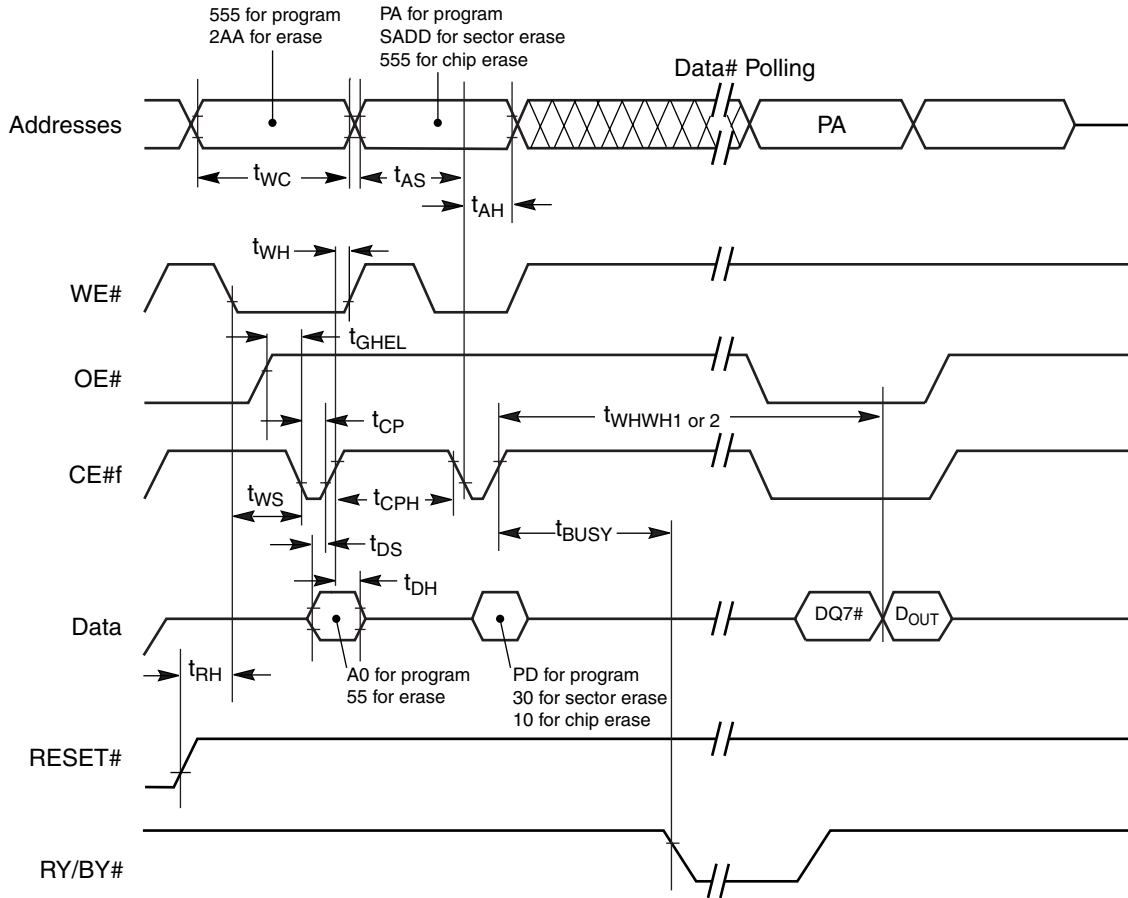 555 for program
2AA for erase
PA for program
SADD for sector erase
555 for chip erase
Data# Polling
Addresses
PA
tWC
tAS
tAH
tWH
WE#
tGHEL
OE#
tCP
tWHWH1 or 2
CE#f
tWS
tCPH
tBUSY
tDS
tDH
Data
DQ7#
DOUT
tRH
A0 for program
55 for erase
PD for program
30 for sector erase
10 for chip erase
RESET#
RY/BY#